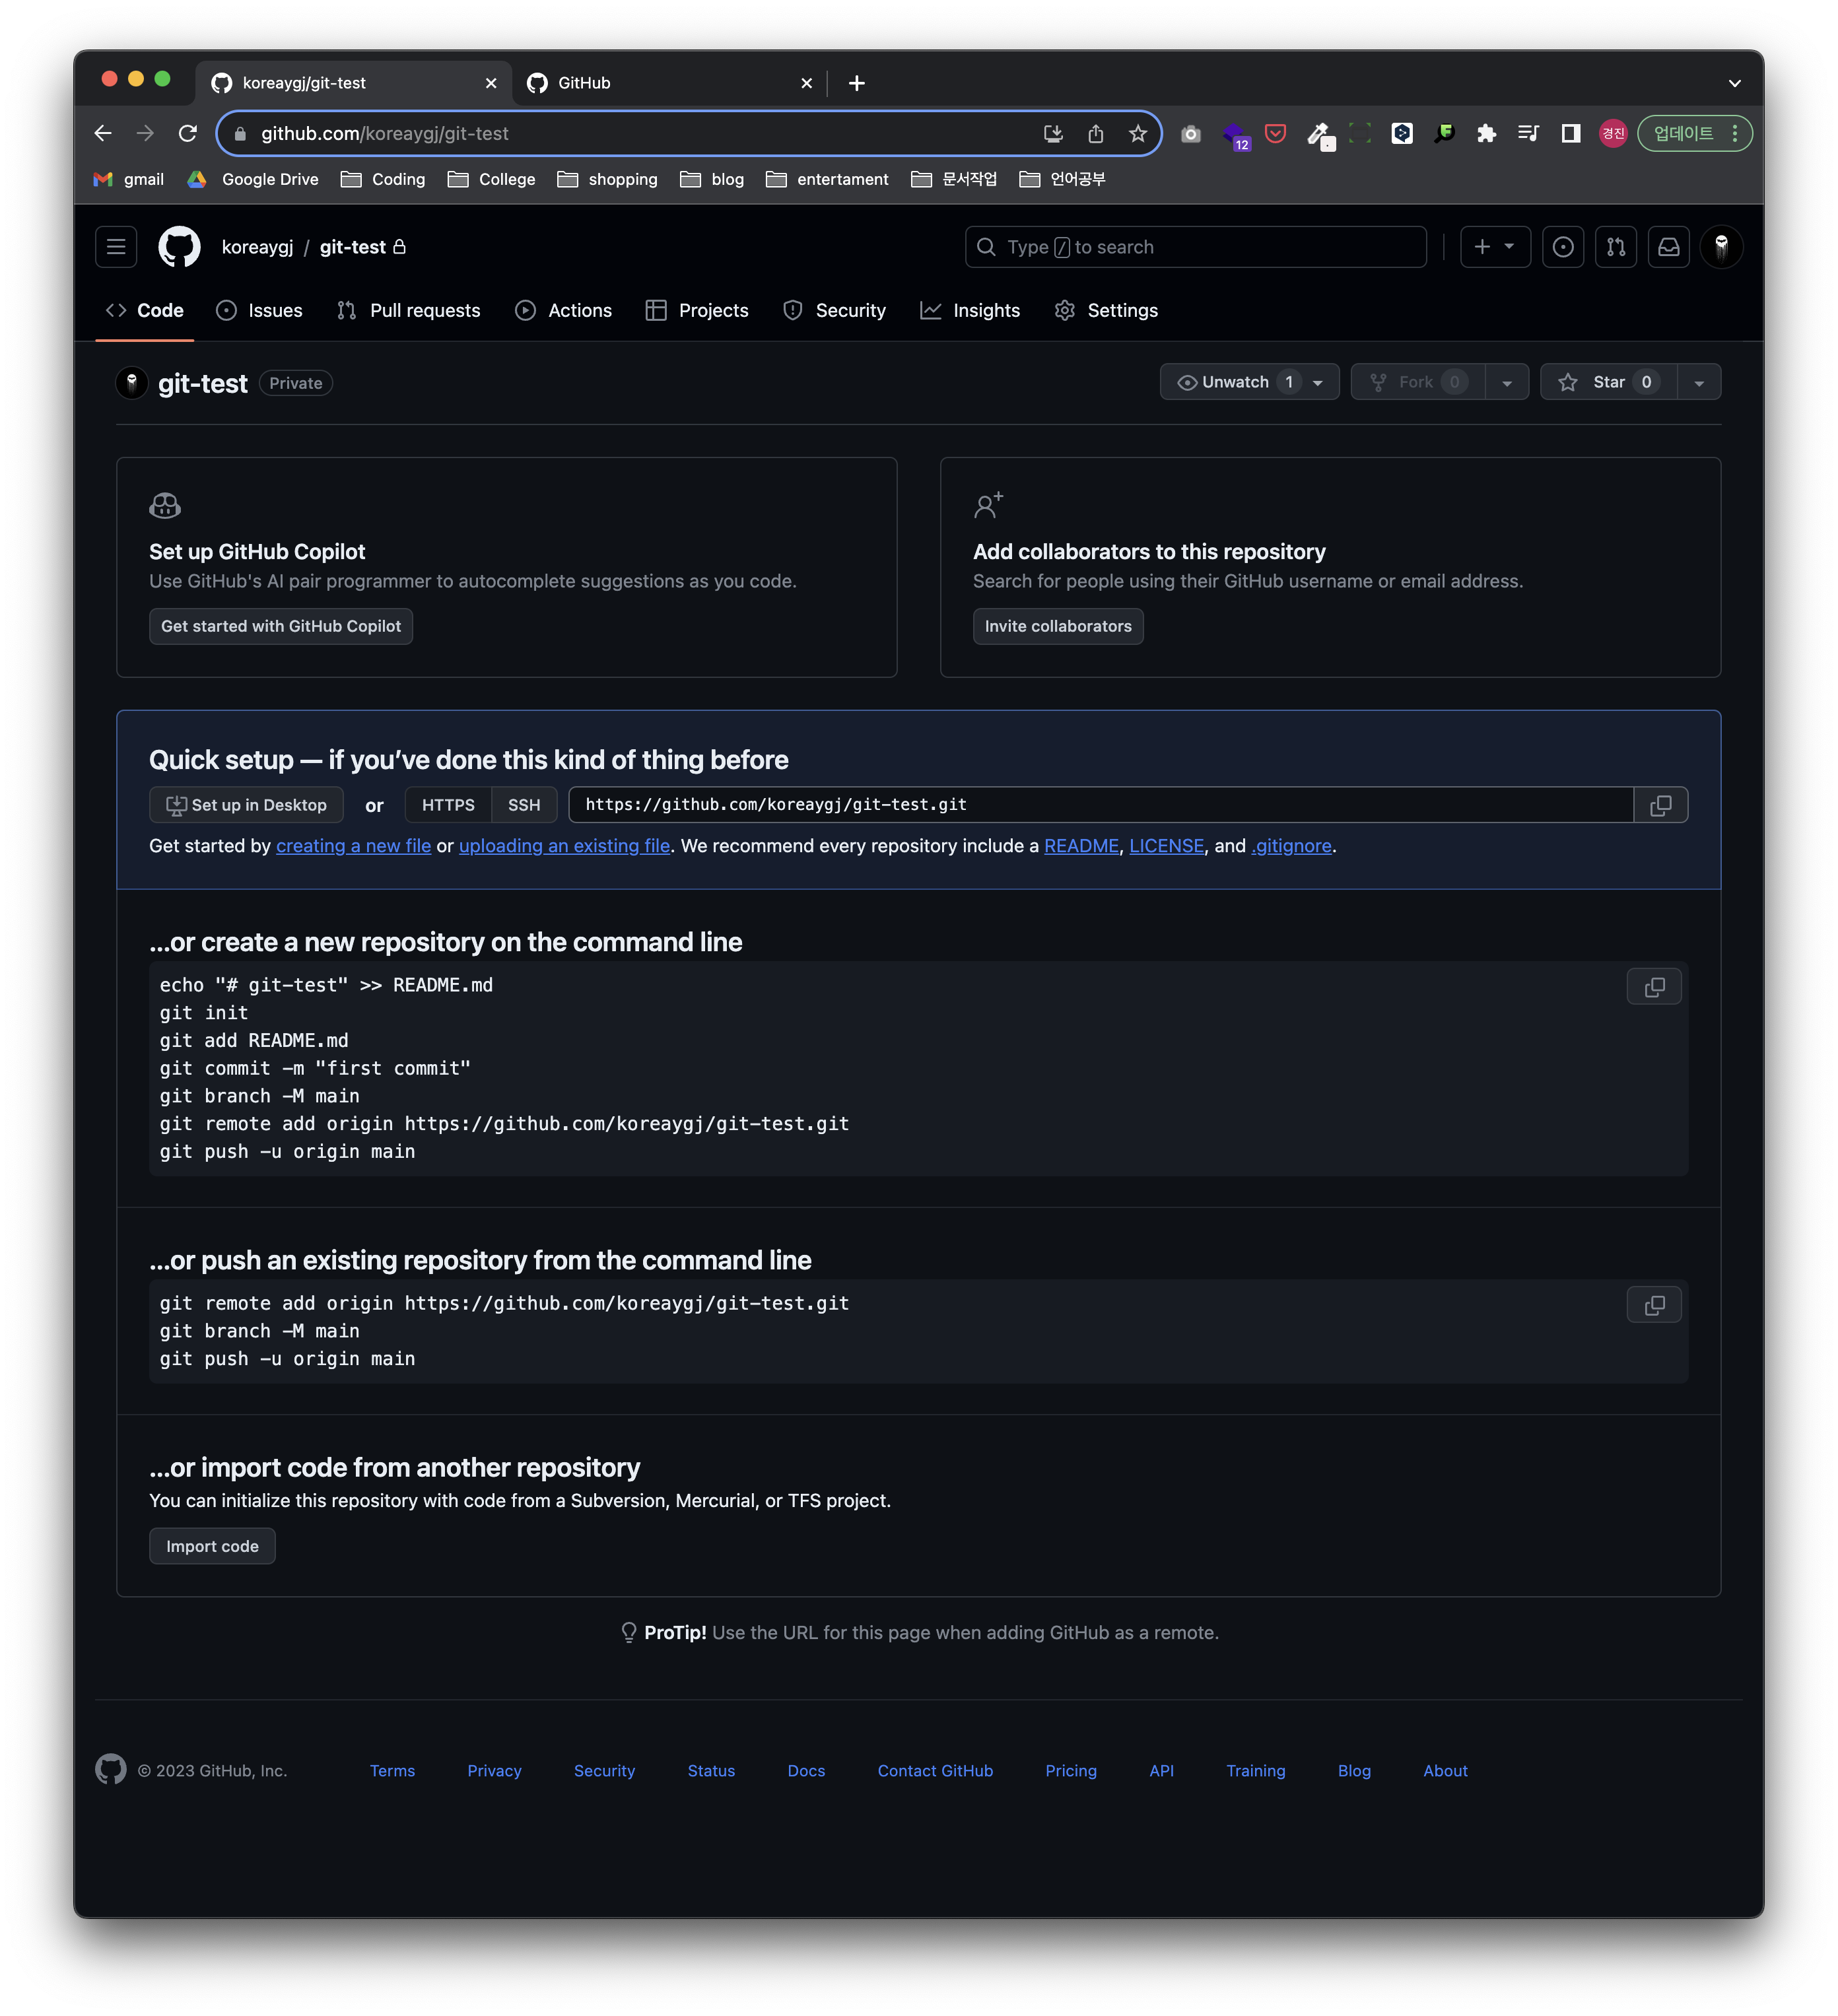 koreaygj/git-test
GitHub
github.com/koreaygj/git-test
12
경진
업데이트
gmail
Google Drive
Coding
College
shopping
blog
entertament
문서작업
언어공부
koreaygj / git-test
Type / to search
Code
Issues
Pull requests
Actions
Projects
Security
Insights
Settings
git-test
Private
Unwatch 1
Fork 0
Star 0
Set up GitHub Copilot
Use GitHub's AI pair programmer to autocomplete suggestions as you code.
Get started with GitHub Copilot
Add collaborators to this repository
Search for people using their GitHub username or email address.
Invite collaborators
Quick setup — if you’ve done this kind of thing before
Set up in Desktop or HTTPS SSH https://github.com/koreaygj/git-test.git
Get started by creating a new file or uploading an existing file. We recommend every repository include a README, LICENSE, and .gitignore.
…or create a new repository on the command line
echo "# git-test" >> README.md
git init
git add README.md
git commit -m "first commit"
git branch -M main
git remote add origin https://github.com/koreaygj/git-test.git
git push -u origin main
…or push an existing repository from the command line
git remote add origin https://github.com/koreaygj/git-test.git
git branch -M main
git push -u origin main
…or import code from another repository
You can initialize this repository with code from a Subversion, Mercurial, or TFS project.
Import code
ProTip! Use the URL for this page when adding GitHub as a remote.
© 2023 GitHub, Inc.
Terms
Privacy
Security
Status
Docs
Contact GitHub
Pricing
API
Training
Blog
About